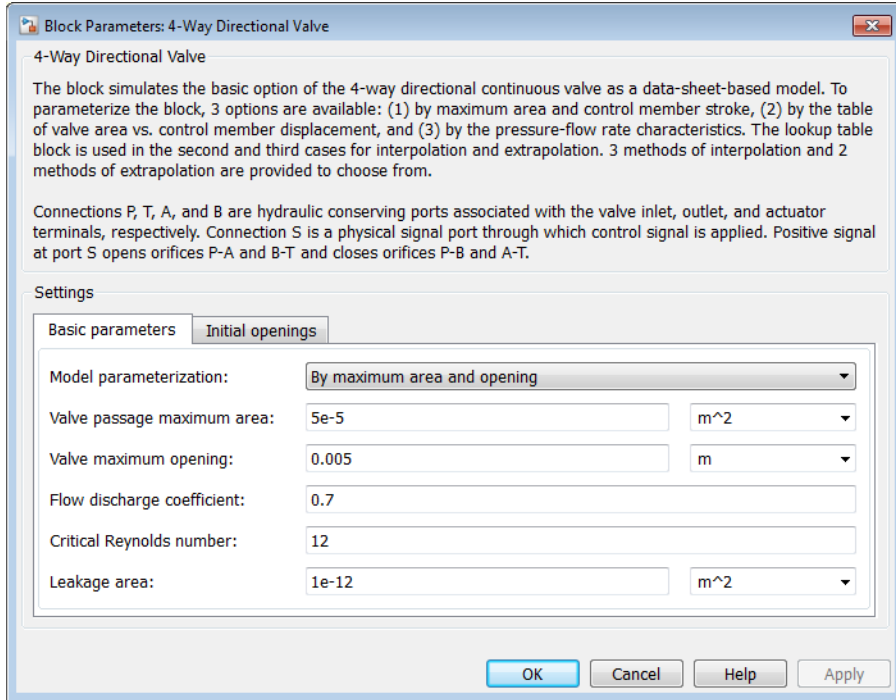 Block Parameters: 4-Way Directional Valve
4-Way Directional Valve
The block simulates the basic option of the 4-way directional continuous valve as a data-sheet-based model. To
parameterize the block, 3 options are available: (1) by maximum area and control member stroke, (2) by the table
of valve area vs. control member displacement, and (3) by the pressure-flow rate characteristics. The lookup table
block is used in the second and third cases for interpolation and extrapolation. 3 methods of interpolation and 2
methods of extrapolation are provided to choose from.
Connections P, T, A, and B are hydraulic conserving ports associated with the valve inlet, outlet, and actuator
terminals, respectively. Connection S is a physical signal port through which control signal is applied. Positive signal
at port S opens orifices P-A and B-T and closes orifices P-B and A-T.
Settings
Basic parameters Initial openings
Model parameterization: By maximum area and opening
Valve passage maximum area: 5e-5 m^2
Valve maximum opening: 0.005 m
Flow discharge coefficient: 0.7
Critical Reynolds number: 12
Leakage area: 1e-12 m^2
OK Cancel Help Apply